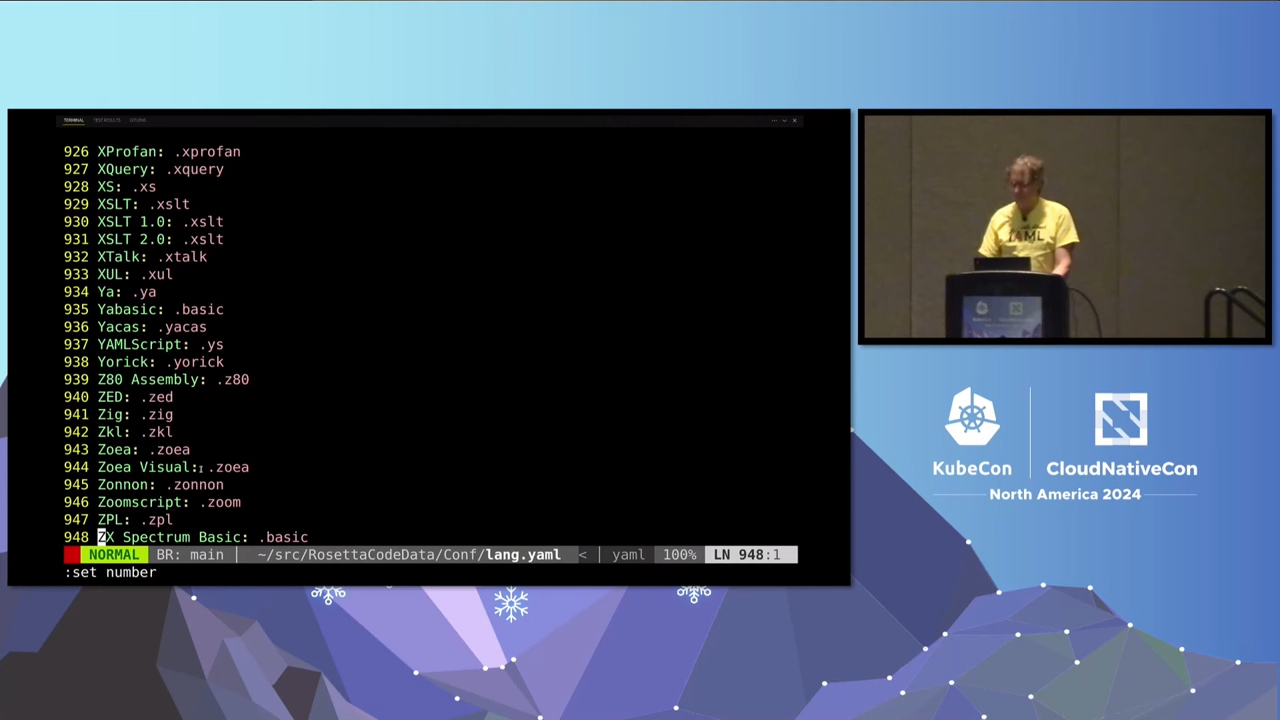 TERMINAL TEST RESULTS
926 XProfan: .xprofan
927 XQuery: .xquery
928 XS: .xs
929 XSLT: .xslt
930 XSLT 1.0: .xslt
931 XSLT 2.0: .xslt
932 XTalk: .xtalk
933 XUL: .xul
934 Ya: .ya
935 Yabasic: .basic
936 Yacas: .yacas
937 YAMLScript: .ys
938 Yorick: .yorick
939 Z80 Assembly: .z80
940 ZED: .zed
941 Zig: .zig
942 Zkl: .zkl
943 Zoea: .zoea
944 Zoea Visual: .zoea
945 Zonnon: .zonnon
946 Zoomscript: .zoom
947 ZPL: .zpl
948 ZX Spectrum Basic: .basic
NORMAL BR: main | ~/src/RosettaCodeData/Conf/lang.yaml < | yaml 100% LN 948:1
:set number
YAML
KubeCon CloudNativeCon
North America 2024